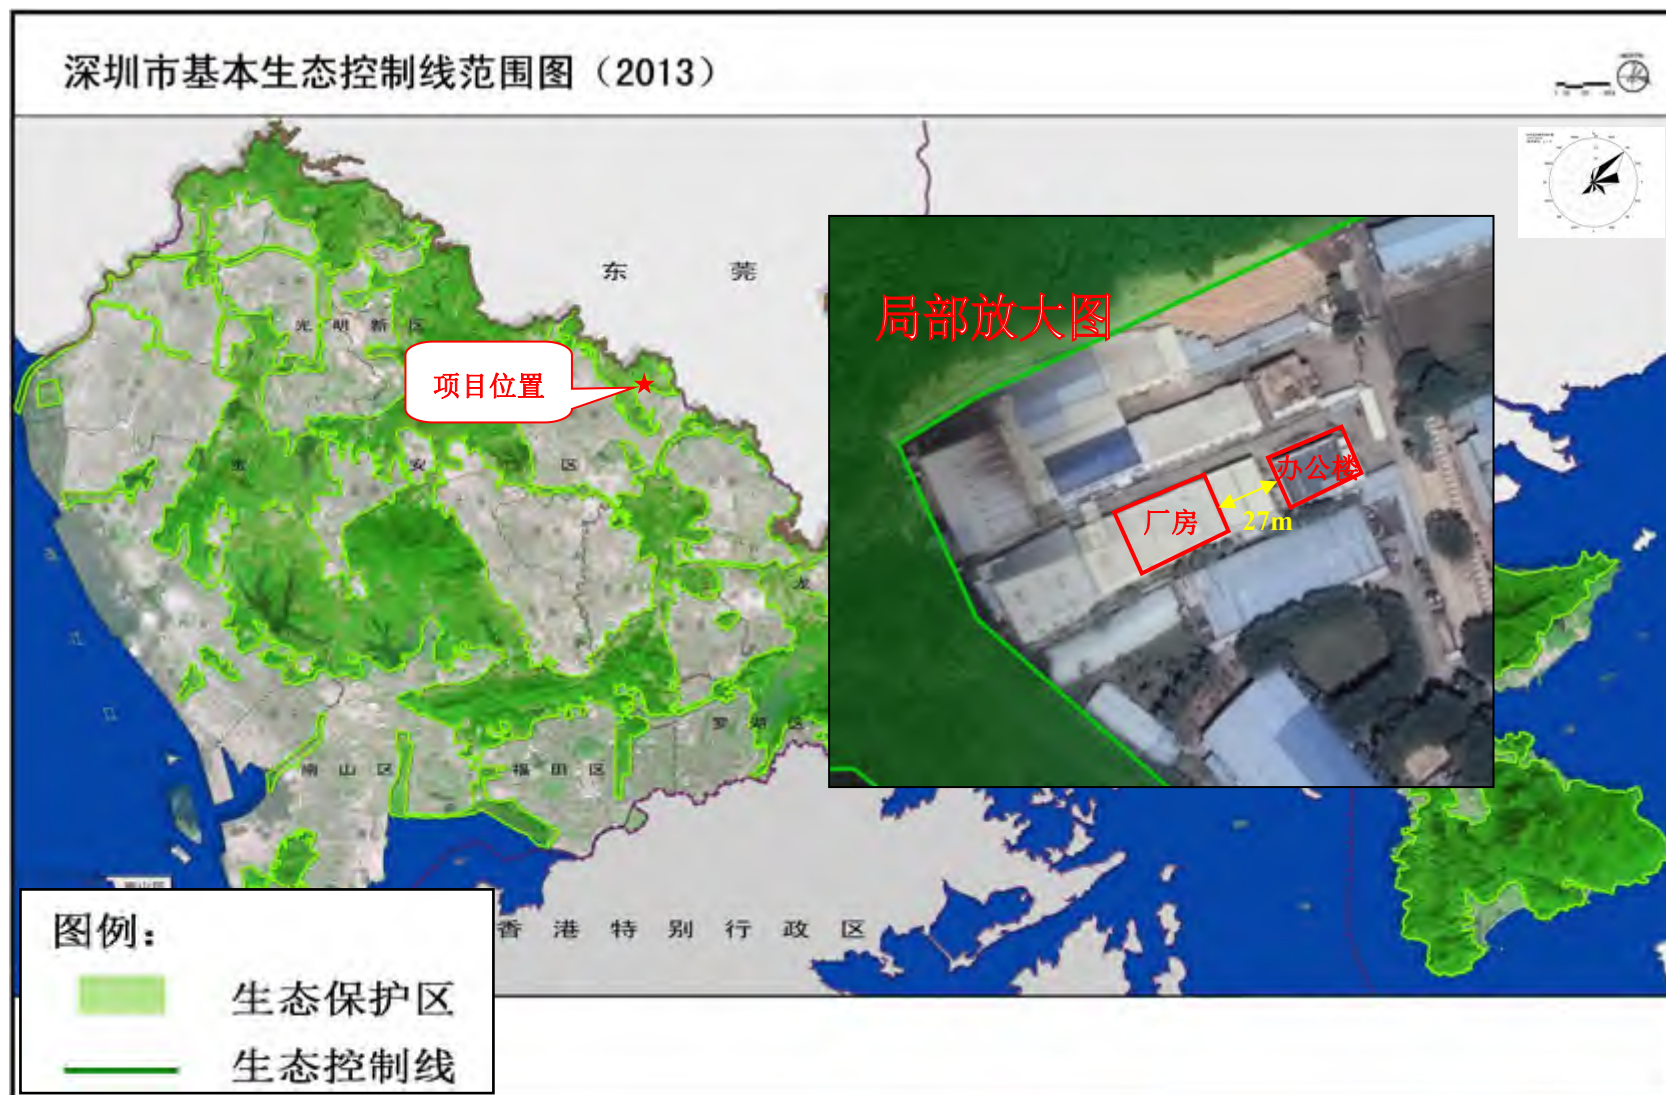 深圳市基本生态控制线范围图（2013）
东 莞
光 明 新 区
局部放大图
项目位置
宝 安 区
办公楼
27m
厂房
龙
罗 湖 区
南 山 区
福 田 区
香 港 特 别 行 政 区
图例：
生态保护区
生态控制线